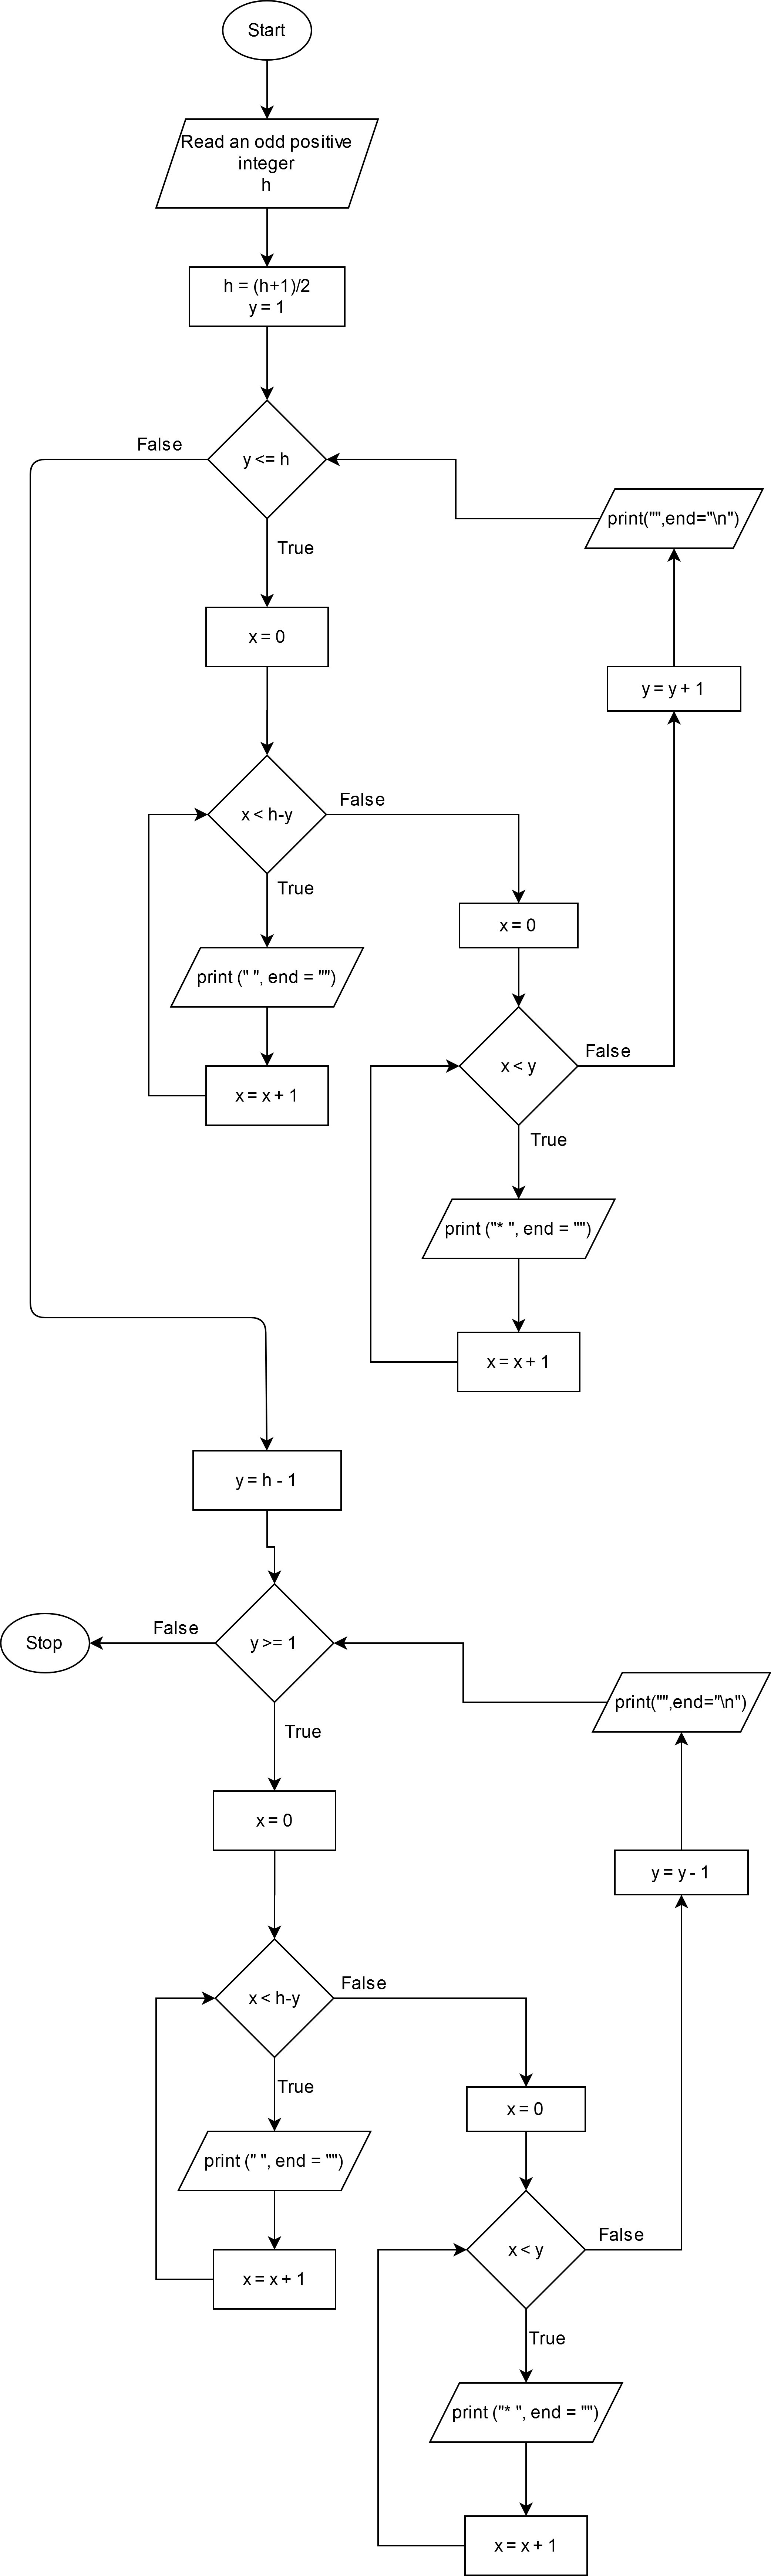 Start
Read an odd positive
integer
h
h = (h+1)/2
y = 1
y <= h
False
True
print("",end="\n")
x = 0
y = y + 1
x < h-y
False
True
x = 0
print (" ", end = "")
x < y
False
x = x + 1
True
print ("* ", end = "")
x = x + 1
y = h - 1
y >= 1
False
Stop
True
print("",end="\n")
x = 0
y = y - 1
x < h-y
False
True
x = 0
print (" ", end = "")
x < y
False
x = x + 1
True
print ("* ", end = "")
x = x + 1